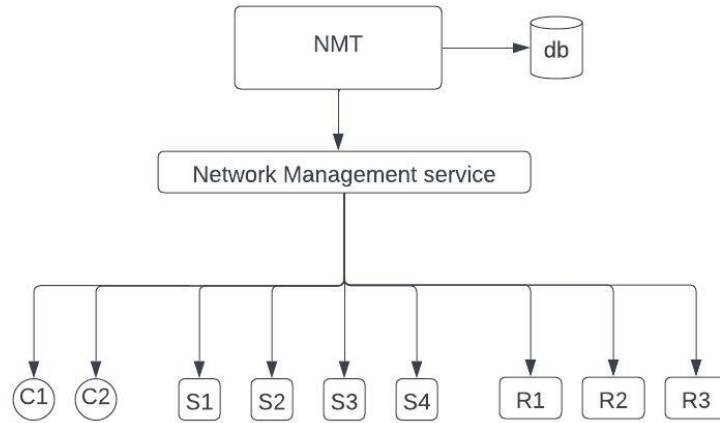 NMT
db
Network Management service
C1
C2
S1
S2
S3
S4
R1
R2
R3